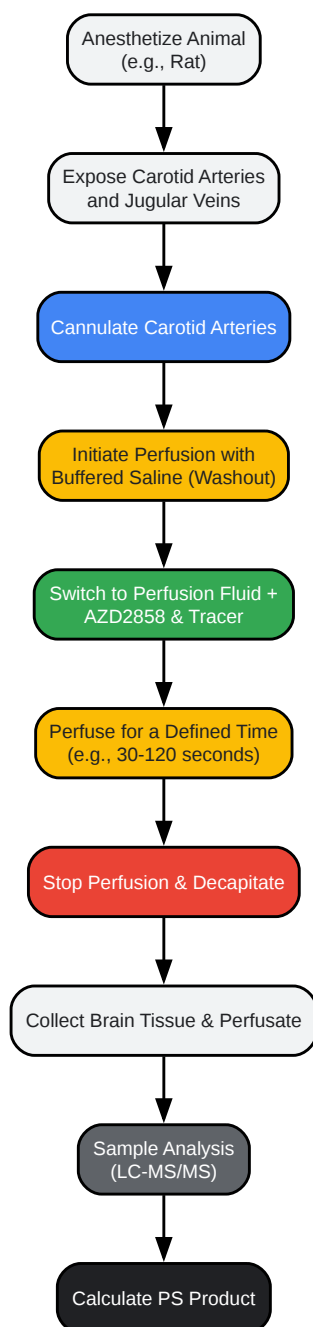 Anesthetize Animal
(e.g., Rat)
Expose Carotid Arteries
and Jugular Veins
Cannulate Carotid Arteries
Initiate Perfusion with
Buffered Saline (Washout)
Switch to Perfusion Fluid +
AZD2858 & Tracer
Perfuse for a Defined Time
(e.g., 30-120 seconds)
Stop Perfusion & Decapitate
Collect Brain Tissue & Perfusate
Sample Analysis
(LC-MS/MS)
Calculate PS Product